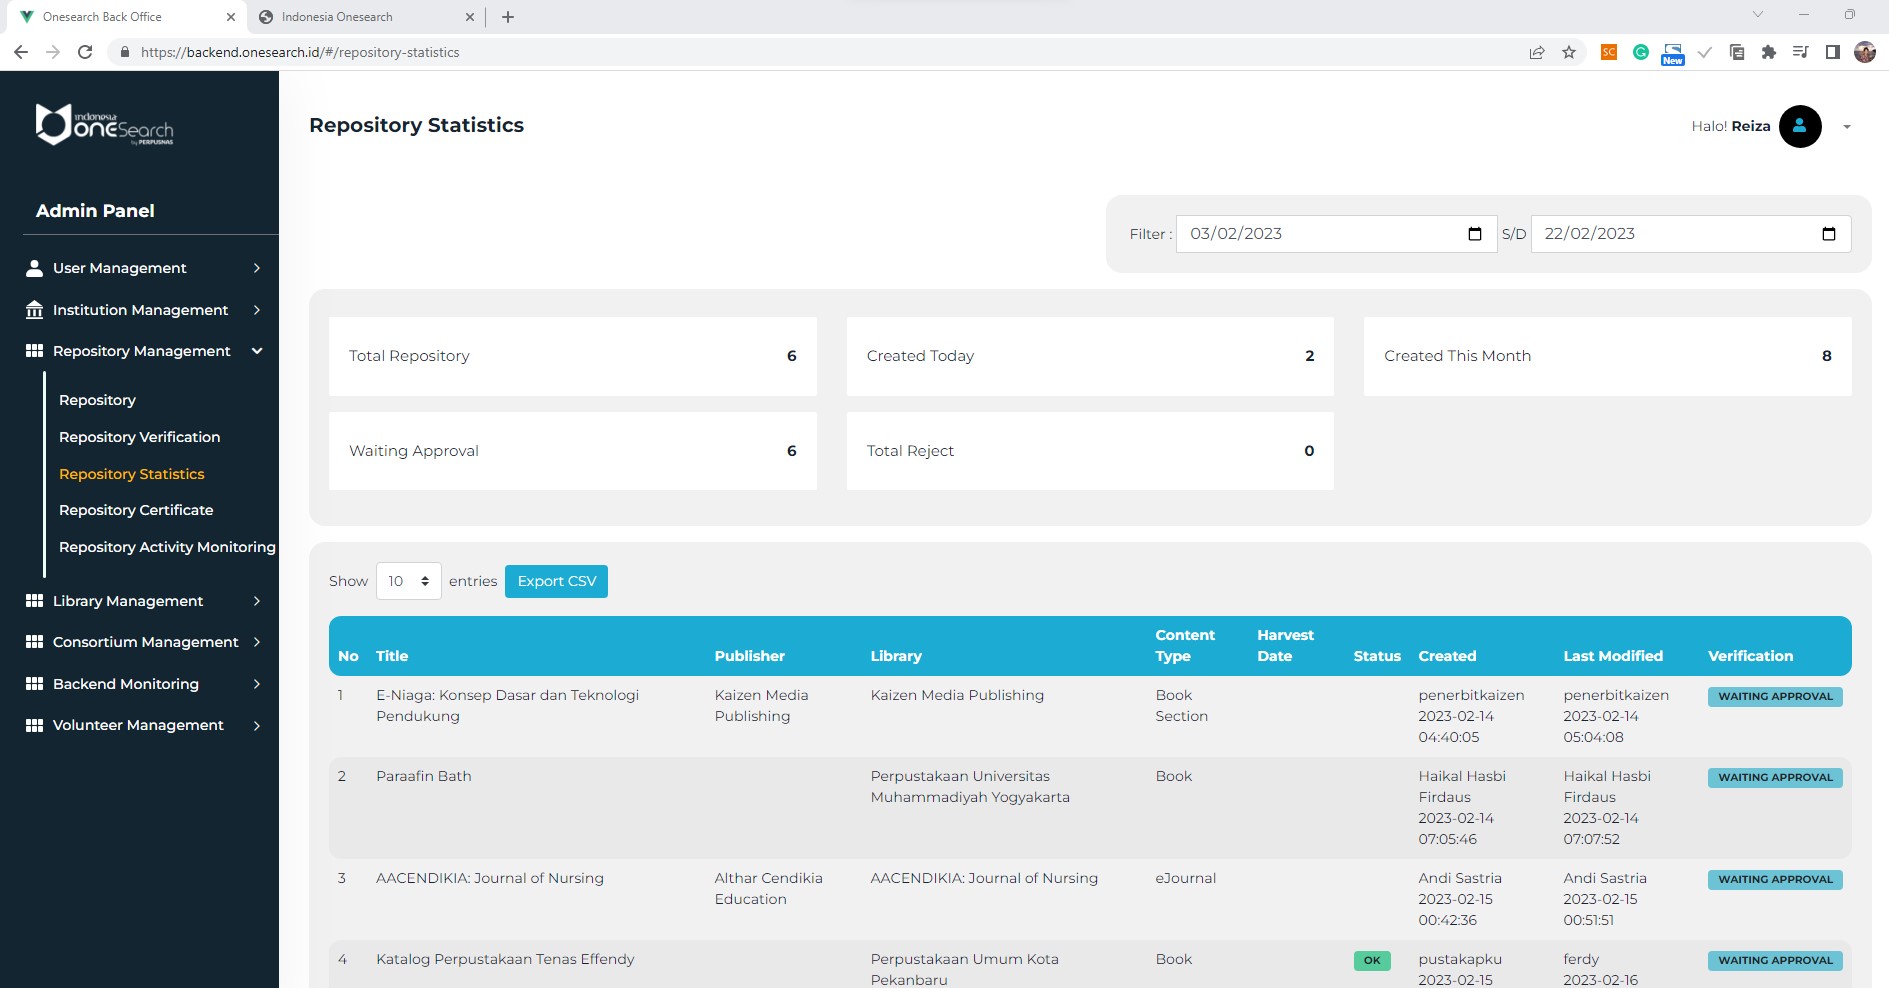 Onesearch Back Office
Indonesia Onesearch
https://backend.onesearch.id/#/repository-statistics
SC
New
indonesia
oneSearch
by PERPUSNAS
Repository Statistics
Halo! Reiza
Admin Panel
User Management
Institution Management
Repository Management
Repository
Repository Verification
Repository Statistics
Repository Certificate
Repository Activity Monitoring
Library Management
Consortium Management
Backend Monitoring
Volunteer Management
Filter : 03/02/2023 S/D 22/02/2023
Total Repository 6
Created Today 2
Created This Month 8
Waiting Approval 6
Total Reject 0
Show 10 entries Export CSV
No Title Publisher Library Content Type Harvest Date Status Created Last Modified Verification
1 E-Niaga: Konsep Dasar dan Teknologi Kaizen Media Kaizen Media Publishing Book penerbitkaizen penerbitkaizen WAITING APPROVAL
Pendukung Publishing Section 2023-02-14 2023-02-14
04:40:05 05:04:08
2 Paraafin Bath Perpustakaan Universitas Book Haikal Hasbi Haikal Hasbi WAITING APPROVAL
Muhammadiyah Yogyakarta Firdaus Firdaus
2023-02-14 2023-02-14
07:05:46 07:07:52
3 AACENDIKIA: Journal of Nursing Althar Cendikia AACENDIKIA: Journal of Nursing eJournal Andi Sastria Andi Sastria WAITING APPROVAL
Education 2023-02-15 2023-02-15
00:42:36 00:51:51
4 Katalog Perpustakaan Tenas Effendy Perpustakaan Umum Kota Book OK pustakapku ferdy WAITING APPROVAL
Pekanbaru 2023-02-15 2023-02-16